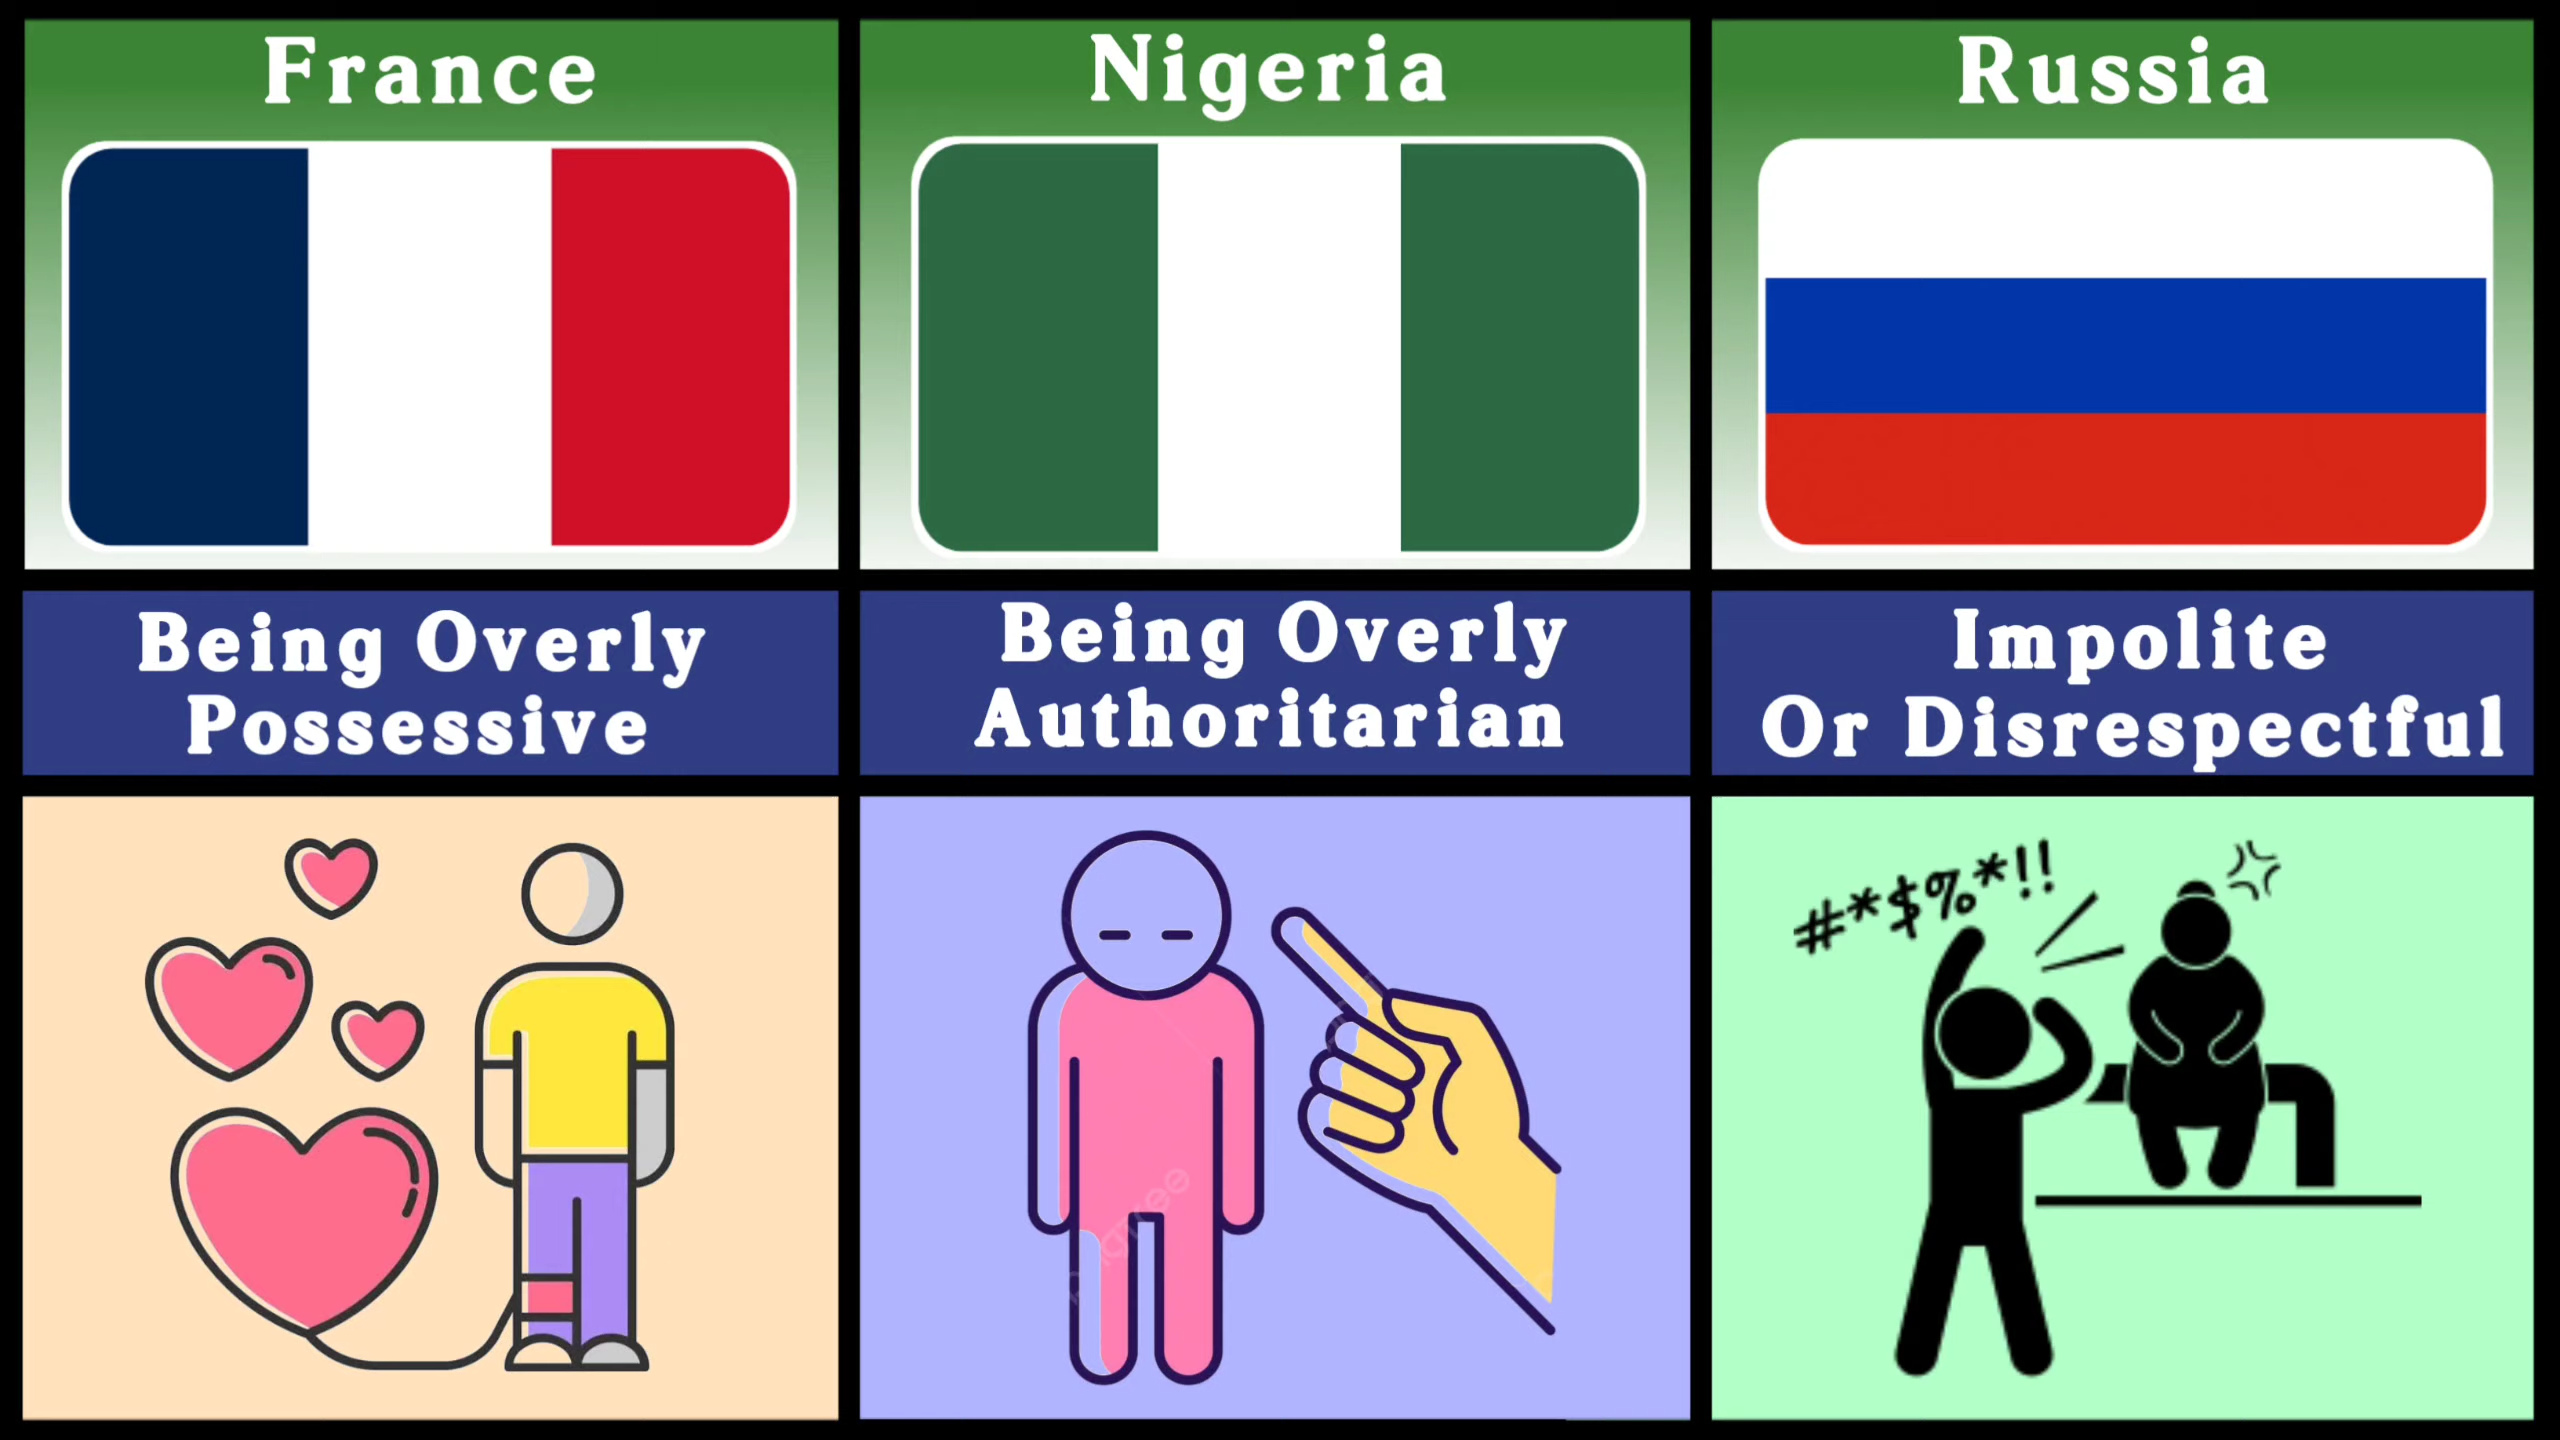 France
Nigeria
Russia
Being Overly
Possessive
Being Overly
Authoritarian
Impolite
Or Disrespectful
#*$%*!!